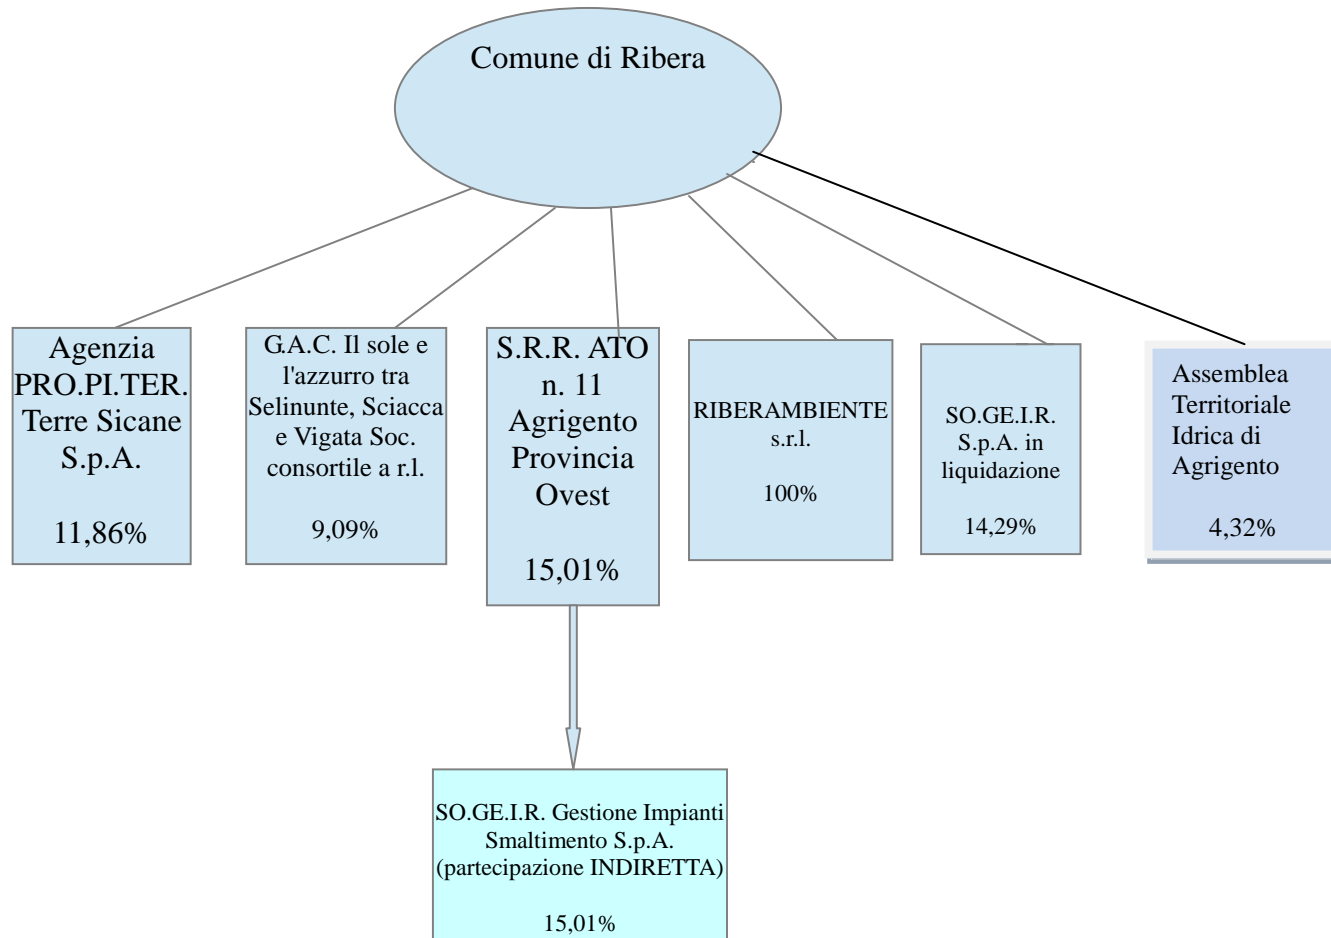 Comune di Ribera
Agenzia
PRO.PI.TER.
Terre Sicane
S.p.A.
11,86%
G.A.C. Il sole e
l'azzurro tra
Selinunte, Sciacca
e Vigata Soc.
consortile a r.l.
9,09%
S.R.R. ATO
n. 11
Agrigento
Provincia
Ovest
15,01%
RIBERAMBIENTE
s.r.l.
100%
SO.GE.I.R.
S.p.A. in
liquidazione
14,29%
Assemblea
Territoriale
Idrica di
Agrigento
4,32%
SO.GE.I.R. Gestione Impianti
Smaltimento S.p.A.
(partecipazione INDIRETTA)
15,01%